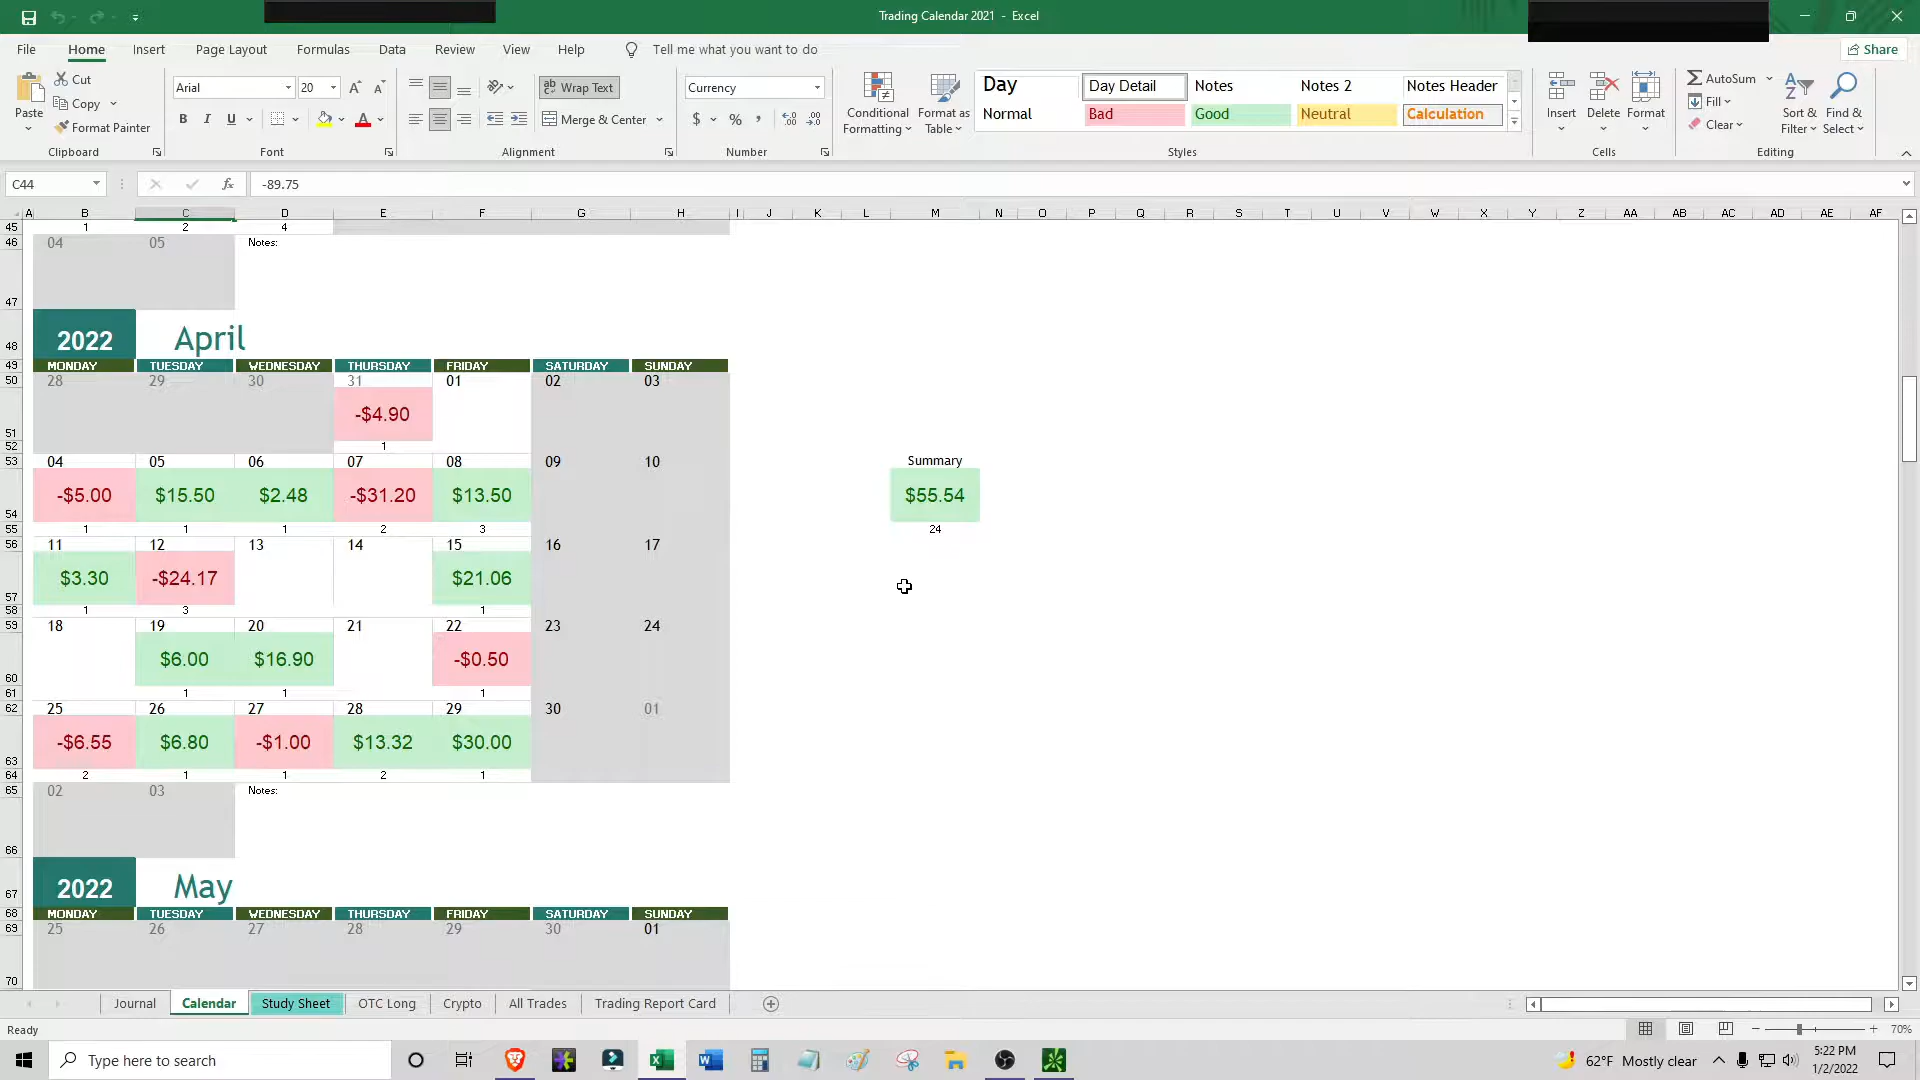 Trading Calendar 2021 - Excel
File Home Insert Page Layout Formulas Data Review View Help Tell me what you want to do Share
Paste Cut Copy Format Painter Clipboard
Arial 20 A A B I U A Font
ab Wrap Text Merge & Center Alignment
Currency $ % , Number
Conditional Formatting Format as Table
Day Day Detail Notes Notes 2 Notes Header
Normal Bad Good Neutral Calculation
Styles
Insert Delete Format Cells
AutoSum Fill Clear Sort & Filter Find & Select Editing
C44 fx -89.75
A B C D E F G H I J K L M N O P Q R S T U V W X Y Z AA AB AC AD AE AF
45 1 2 4
46 04 05 Notes:
47
48 2022 April
49 MONDAY TUESDAY WEDNESDAY THURSDAY FRIDAY SATURDAY SUNDAY
50 28 29 30 31 01 02 03
51 -$4.90
52 1
53 04 05 06 07 08 09 10 Summary
54 -$5.00 $15.50 $2.48 -$31.20 $13.50 $55.54
55 1 1 1 2 3 24
56 11 12 13 14 15 16 17
57 $3.30 -$24.17 $21.06
58 1 3 1
59 18 19 20 21 22 23 24
60 $6.00 $16.90 -$0.50
61 1 1 1
62 25 26 27 28 29 30 01
63 -$6.55 $6.80 -$1.00 $13.32 $30.00
64 2 1 1 2 1
65 02 03 Notes:
66
67 2022 May
68 MONDAY TUESDAY WEDNESDAY THURSDAY FRIDAY SATURDAY SUNDAY
69 25 26 27 28 29 30 01
70
Journal Calendar Study Sheet OTC Long Crypto All Trades Trading Report Card
Ready 70%
Type here to search 62°F Mostly clear 5:22 PM
1/2/2022